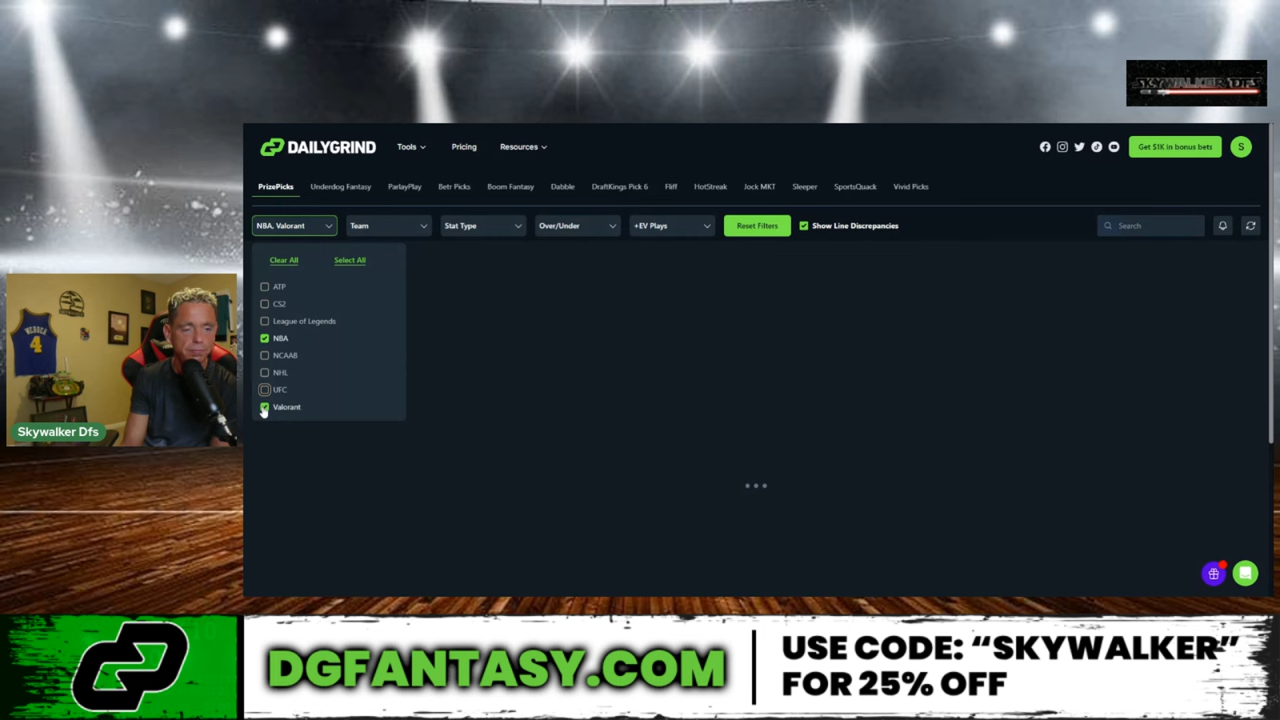 SKYWALKER DFS
DAILYGRIND
Tools
Pricing
Resources
Get $1K in bonus bets
S
PrizePicks
Underdog Fantasy
ParlayPlay
Betr Picks
Boom Fantasy
Dabble
DraftKings Pick 6
Fliff
HotStreak
Jock MKT
Sleeper
SportsQuack
Vivid Picks
NBA, Valorant
Team
Stat Type
Over/Under
+EV Plays
Reset Filters
Show Line Discrepancies
Search
Clear All
Select All
ATP
CS2
League of Legends
NBA
NCAAB
NHL
UFC
Valorant
WEBBER
4
Skywalker Dfs
DGFANTASY.COM
USE CODE: “SKYWALKER”
FOR 25% OFF